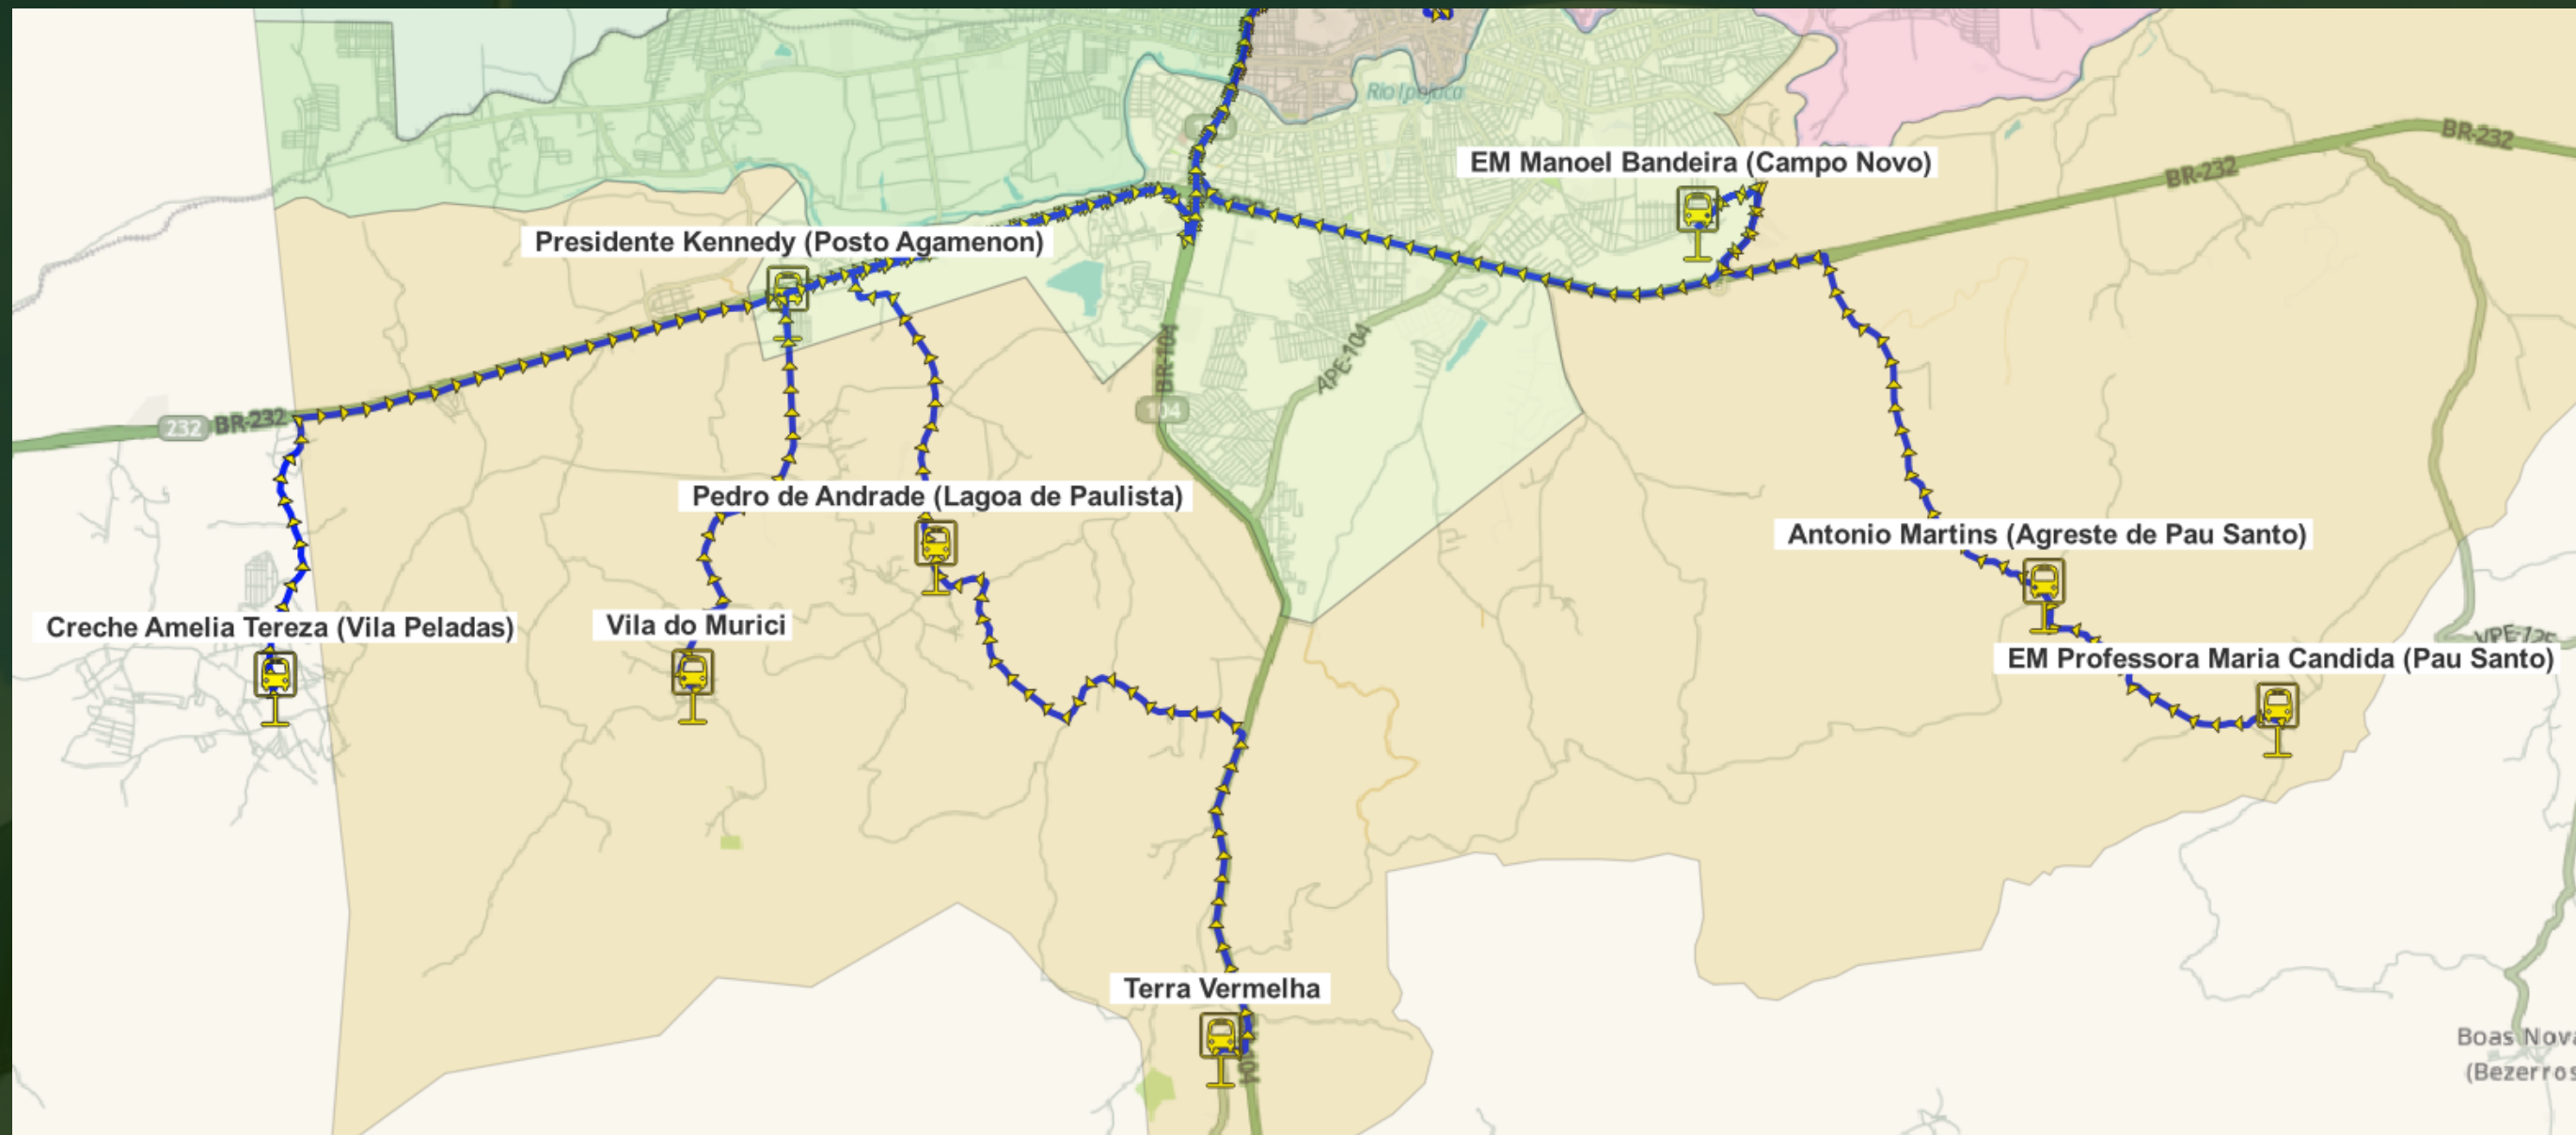 Rio Ipojuca
BR-232
BR-232
EM Manoel Bandeira (Campo Novo)
Presidente Kennedy (Posto Agamenon)
BR-104
APE-104
104
232
BR-232
Pedro de Andrade (Lagoa de Paulista)
Antonio Martins (Agreste de Pau Santo)
Creche Amelia Tereza (Vila Peladas)
Vila do Murici
VPE-125
EM Professora Maria Candida (Pau Santo)
Terra Vermelha
104
Boas Nova
(Bezerros